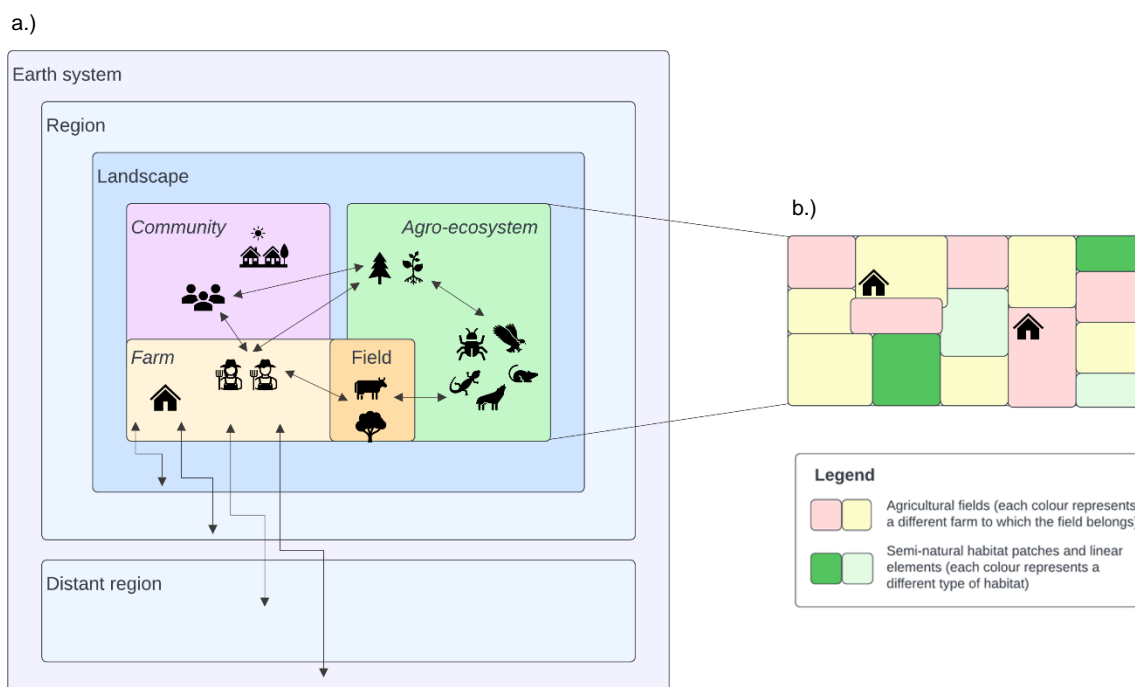 a.)
Earth system
Region
Landscape
Community
Agro-ecosystem
Farm
Field
Distant region
b.)
Legend
Agricultural fields (each colour represents
a different farm to which the field belongs)
Semi-natural habitat patches and linear
elements (each colour represents a
different type of habitat)